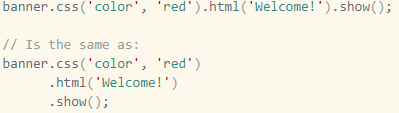 banner.css('color', 'red').html('Welcome!').show();
// Is the same as:
banner.css('color', 'red')
.html('Welcome!')
.show();